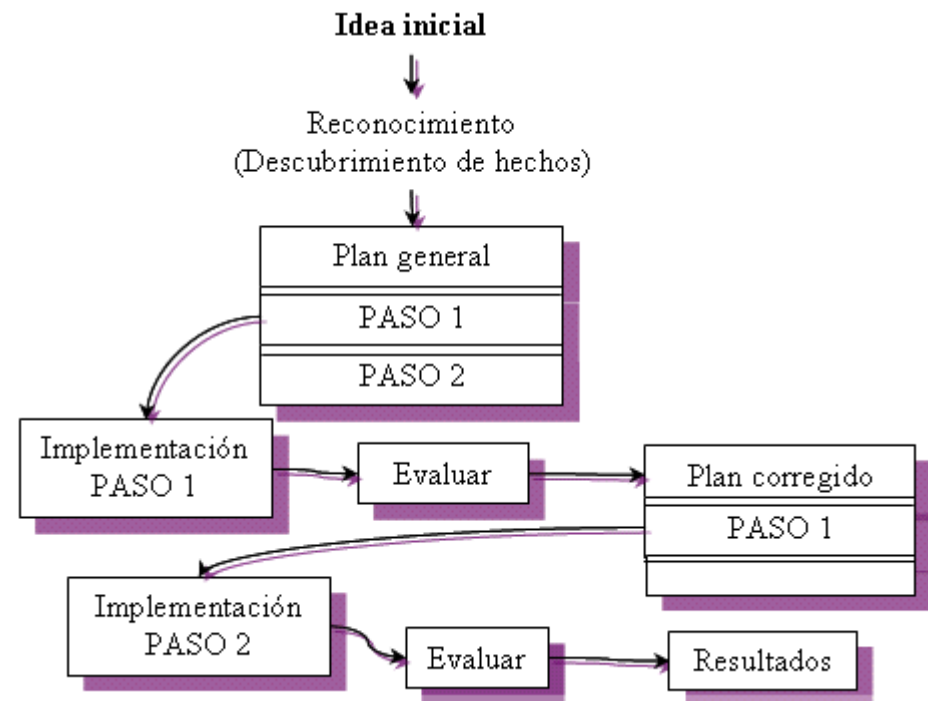 Idea inicial
Reconocimiento
(Descubrimiento de hechos)
Plan general
PASO 1
PASO 2
Implementación
PASO 1
Evaluar
Plan corregido
PASO 1
Implementación
PASO 2
Evaluar
Resultados